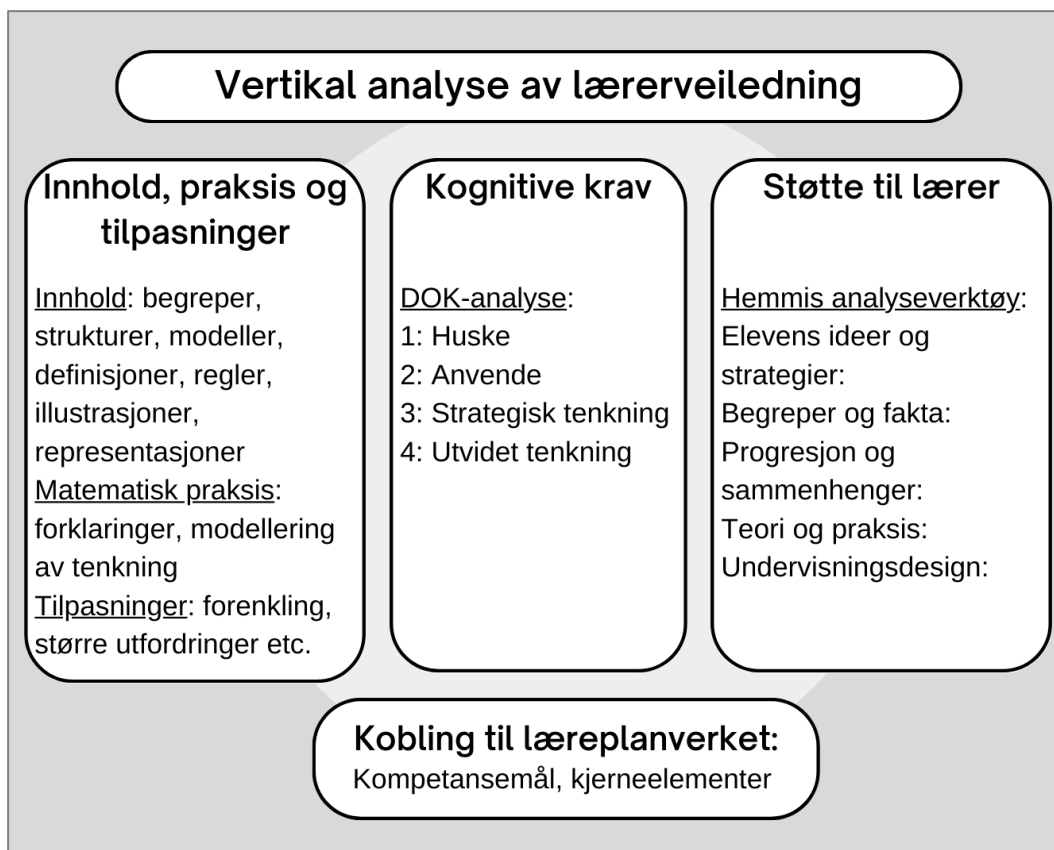 Vertikal analyse av lærerveiledning
Innhold, praksis og
tilpasninger
Innhold: begreper,
strukturer, modeller,
definisjoner, regler,
illustrasjoner,
representasjoner
Matematisk praksis:
forklaringer, modellering
av tenkning
Tilpasninger: forenkling,
større utfordringer etc.
Kognitive krav
DOK-analyse:
1: Huske
2: Anvende
3: Strategisk tenkning
4: Utvidet tenkning
Støtte til lærer
Hemmis analyseverktøy:
Elevens ideer og
strategier:
Begreper og fakta:
Progresjon og
sammenhenger:
Teori og praksis:
Undervisningsdesign:
Kobling til læreplanverket:
Kompetansemål, kjerneelementer